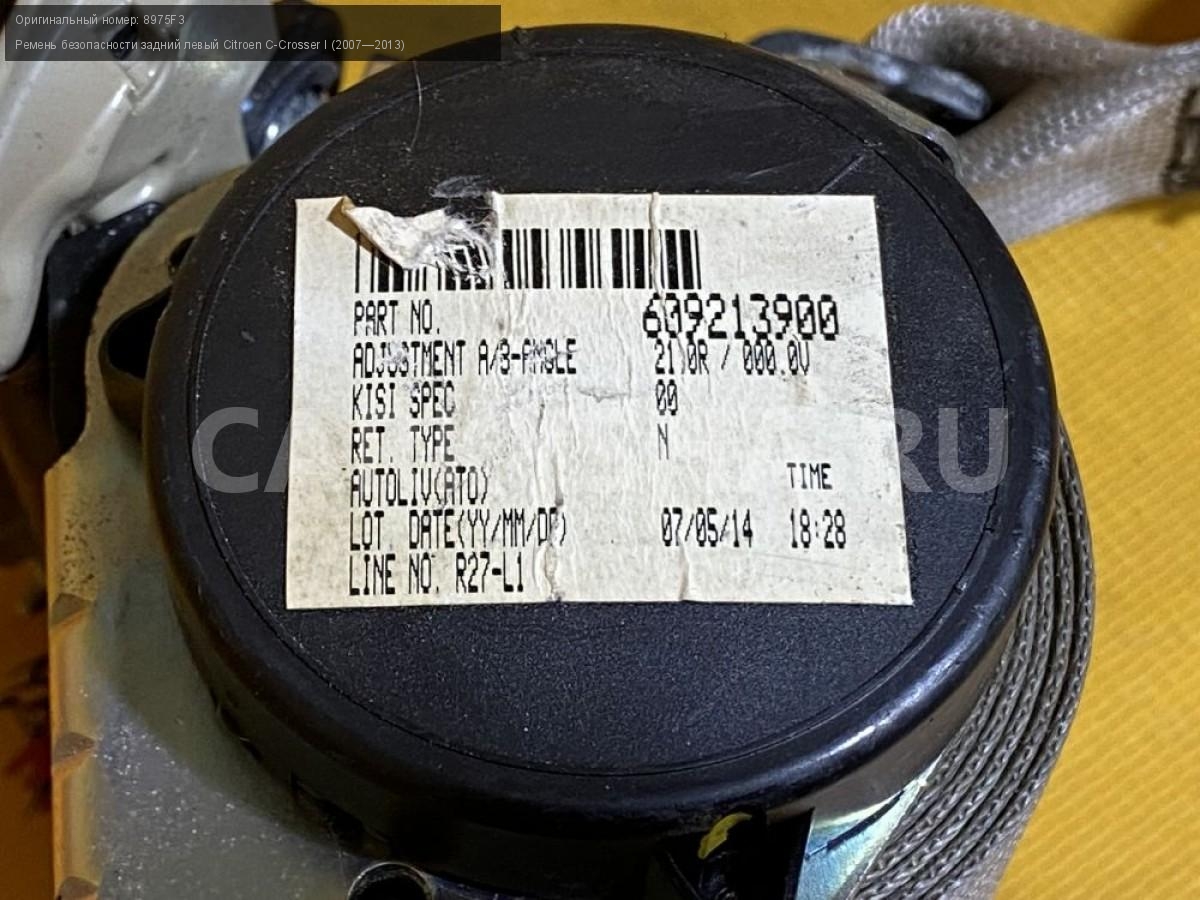 Оригинальный номер: 8975F3
Ремень безопасности задний левый Citroen C-Crosser I (2007—2013)
PART NO. 609213900
ADJUSTMENT A/B-ANGLE 21.0R / 000.0V
KISI SPEC 00
RET. TYPE N
AUTOLIV(ATO) TIME
LOT DATE(YY/MM/DD) 07/05/14 18:28
LINE NO. R27-L1
.RU